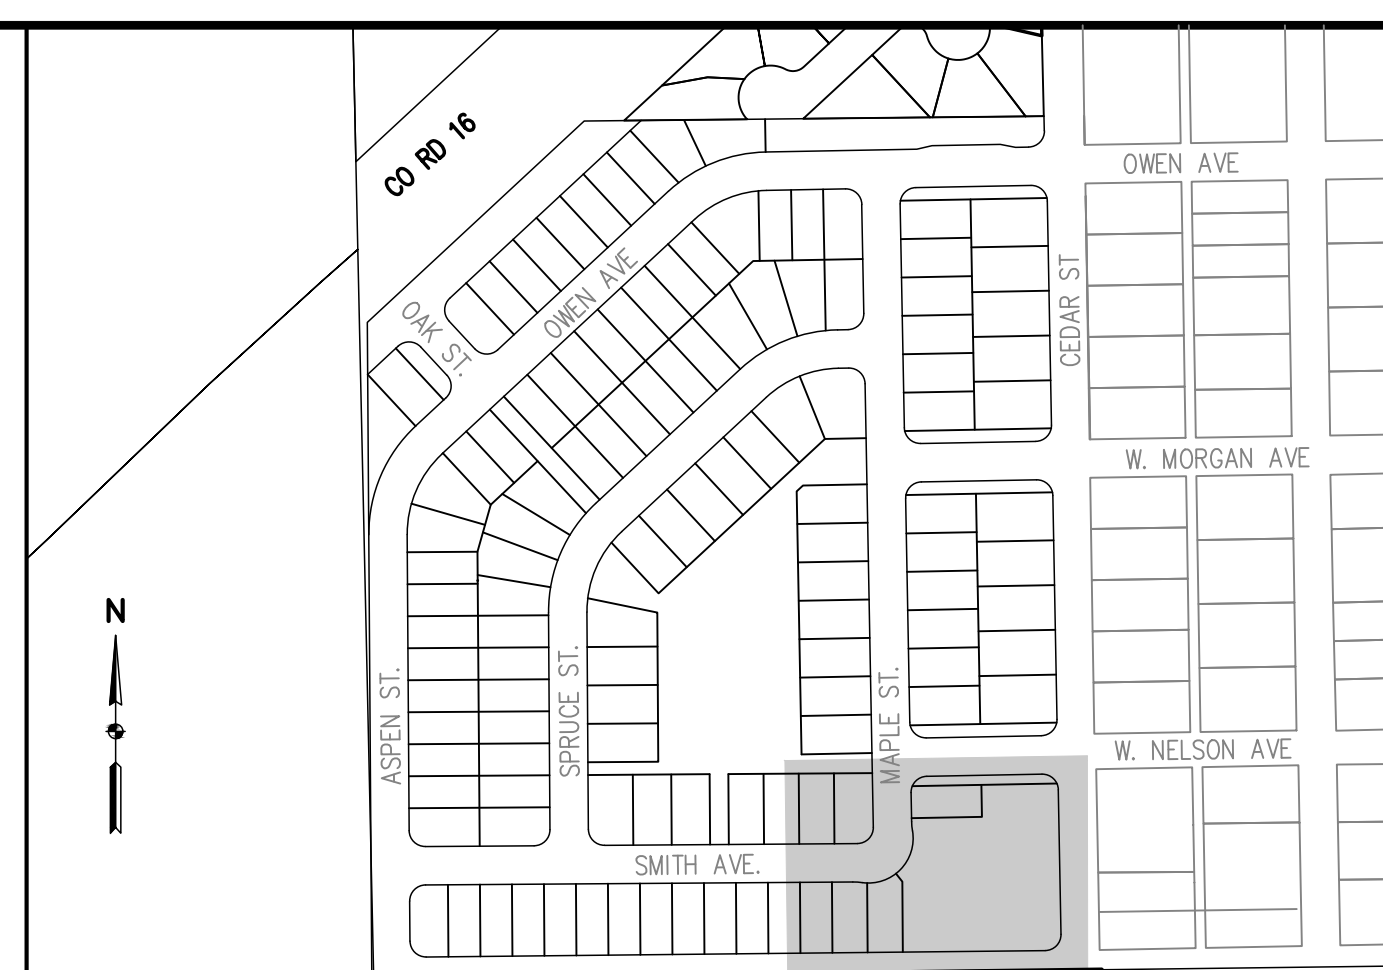 CO RD 16
OWEN AVE
OAK ST.
OWEN AVE
CEDAR ST
W. MORGAN AVE
N
ASPEN ST.
SPRUCE ST.
MAPLE ST.
W. NELSON AVE
SMITH AVE.